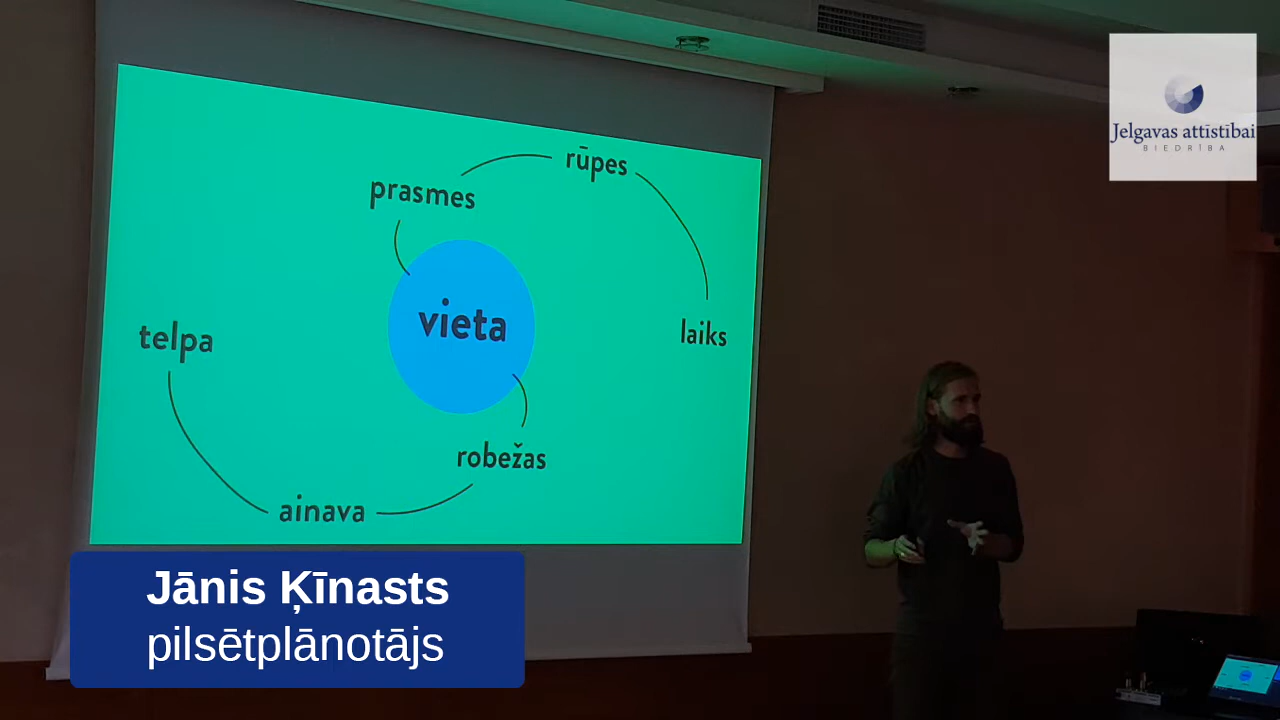 Jelgavas attīstībai
BIEDRĪBA
rūpes
prasmes
vieta
telpa
laiks
robežas
ainava
Jānis Ķīnasts
pilsētplānotājs